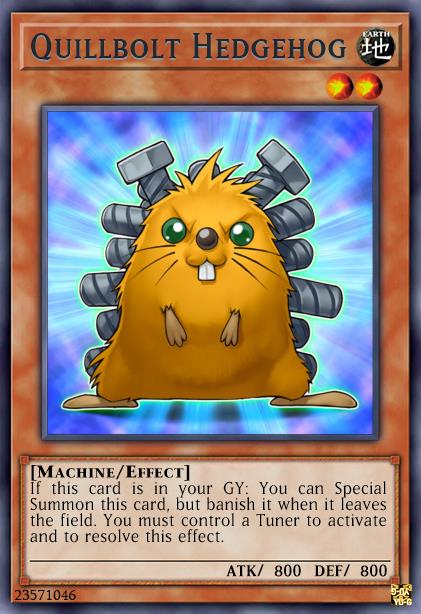 Quillbolt Hedgehog
EARTH
地
[Machine/Effect]
If this card is in your GY: You can Special
Summon this card, but banish it when it leaves
the field. You must control a Tuner to activate
and to resolve this effect.
ATK/ 800 DEF/ 800
23571046